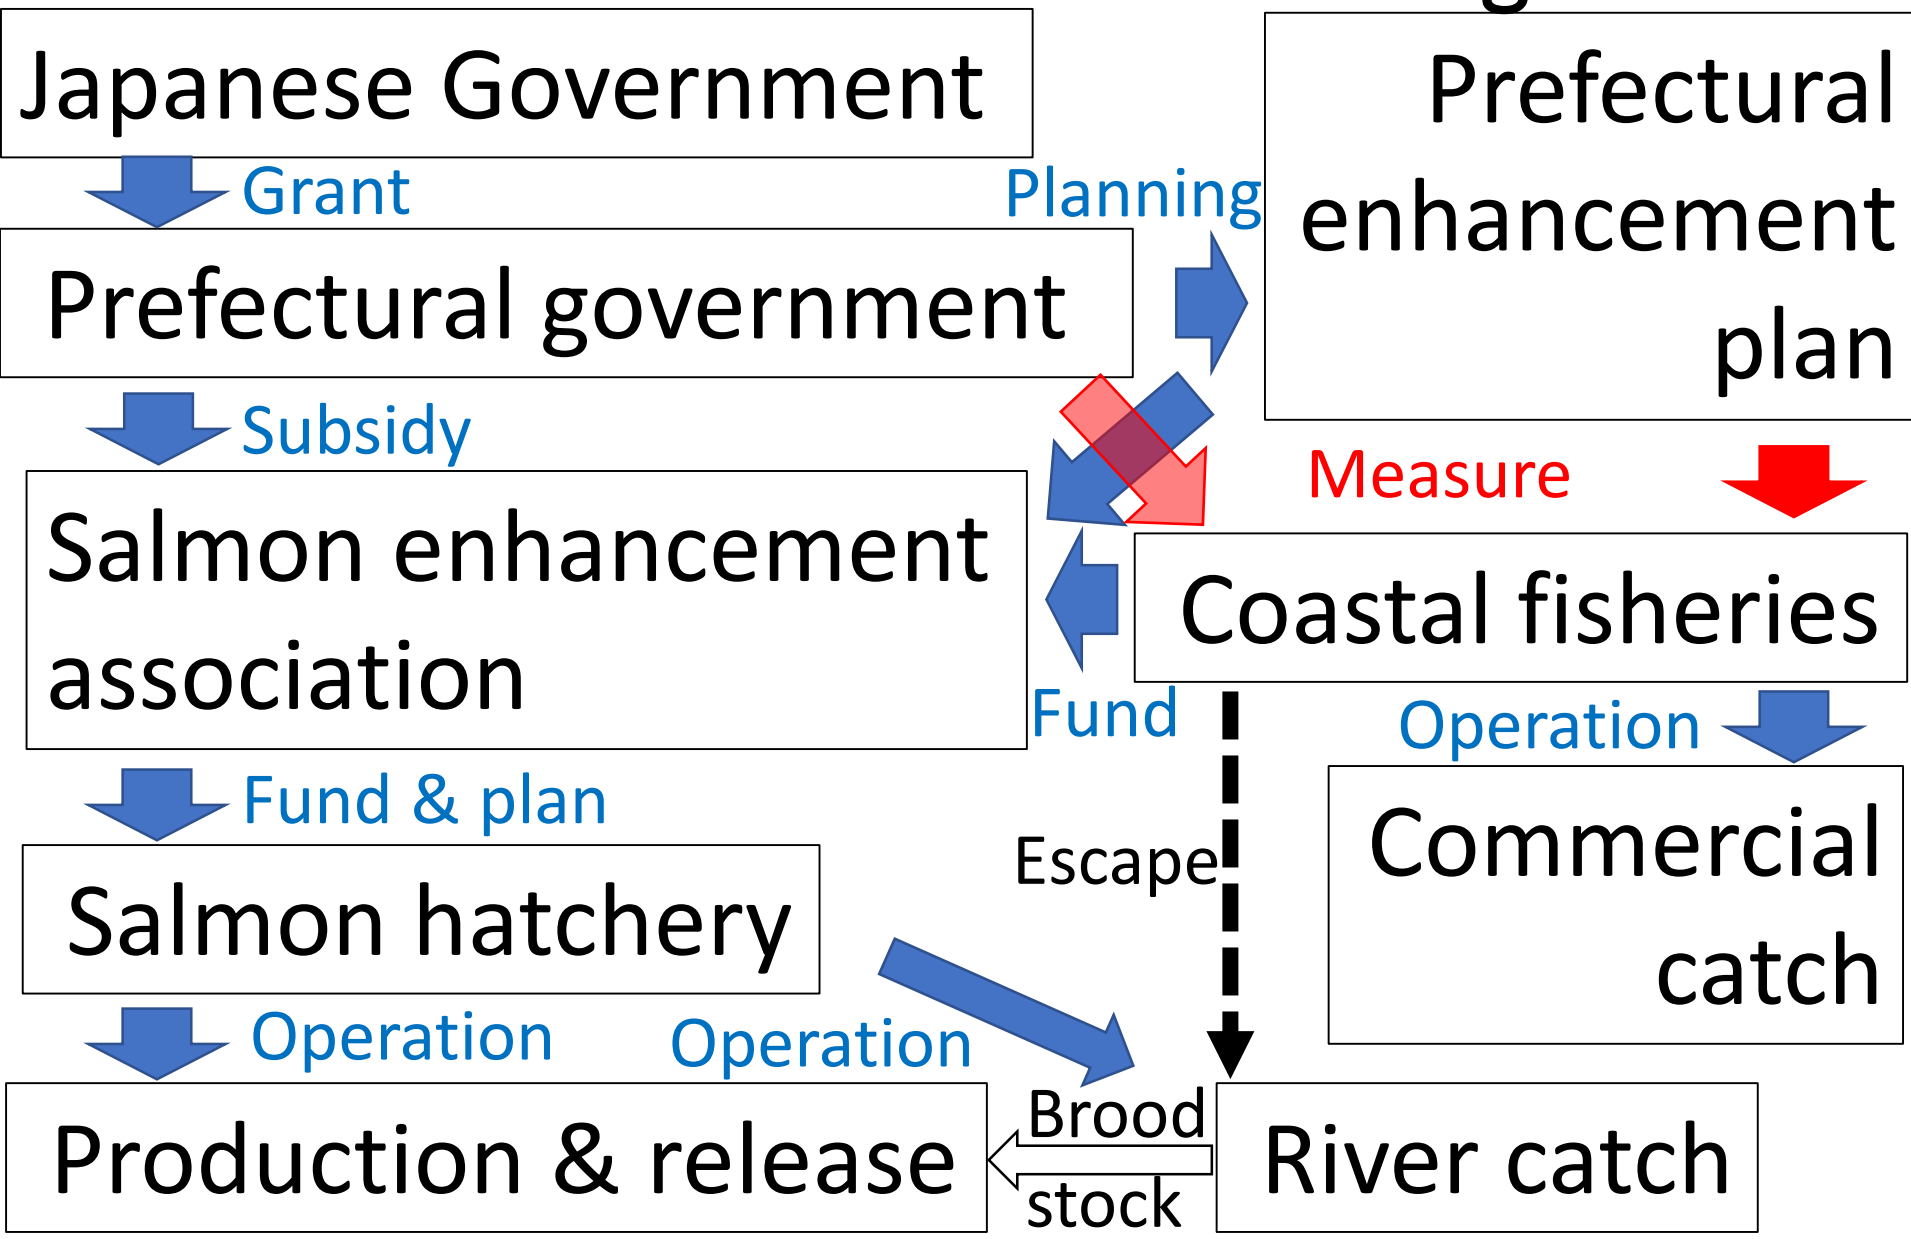 Japanese Government
Grant
Prefectural government
Planning
Prefectural
enhancement
plan
Subsidy
Measure
Salmon enhancement
association
Coastal fisheries
Fund
Operation
Fund & plan
Commercial
catch
Escape
Salmon hatchery
Operation
Operation
Production & release
Brood
stock
River catch